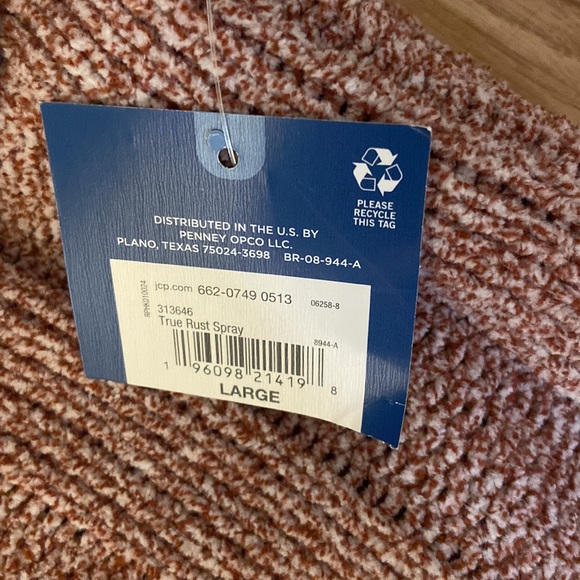 PLEASE
RECYCLE
THIS TAG
DISTRIBUTED IN THE U.S. BY
PENNEY OPCO LLC.
PLANO, TEXAS 75024-3698 BR-08-944-A
RPHK010024
jcp.com 662-0749 0513 06258-8
313646
True Rust Spray 8944-A
1 96098 21419 8
LARGE